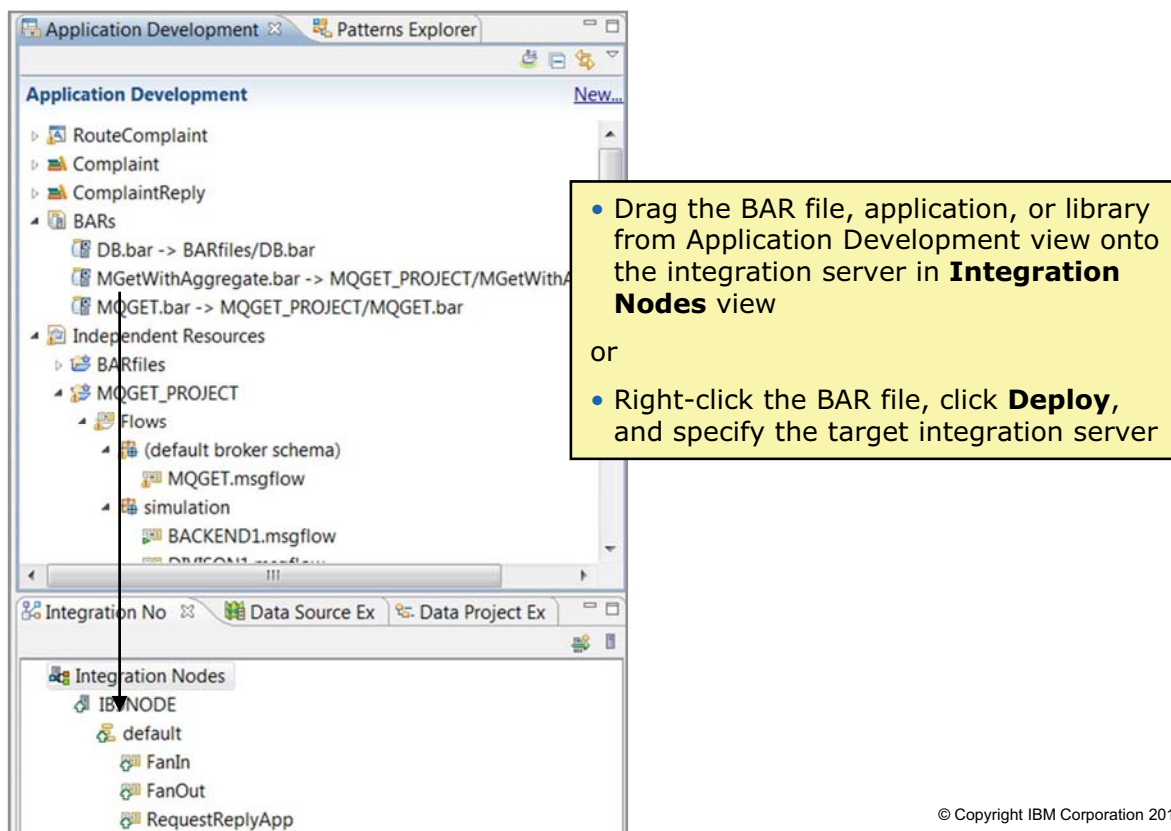 Application Development
Patterns Explorer
Application Development
New...
RouteComplaint
Complaint
ComplaintReply
BARs
DB.bar -> BARfiles/DB.bar
MGetWithAggregate.bar -> MQGET_PROJECT/MGetWithA
MQGET.bar -> MQGET_PROJECT/MQGET.bar
Independent Resources
BARfiles
MQGET_PROJECT
Flows
(default broker schema)
MQGET.msgflow
simulation
BACKEND1.msgflow
• Drag the BAR file, application, or library
from Application Development view onto
the integration server in Integration
Nodes view
or
• Right-click the BAR file, click Deploy,
and specify the target integration server
Integration No
Data Source Ex
Data Project Ex
Integration Nodes
default
FanIn
FanOut
RequestReplyApp
© Copyright IBM Corporation 201